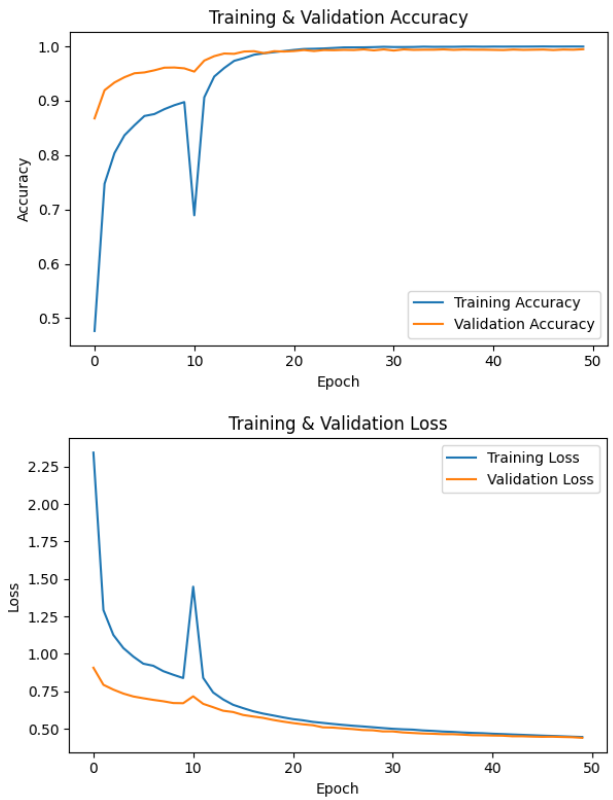 Training & Validation Accuracy
1.0
0.9
0.8
0.7
0.6
0.5
Accuracy
Training Accuracy
Validation Accuracy
0 10 20 30 40 50
Epoch
Training & Validation Loss
2.25
2.00
1.75
1.50
1.25
1.00
0.75
0.50
Loss
Training Loss
Validation Loss
0 10 20 30 40 50
Epoch